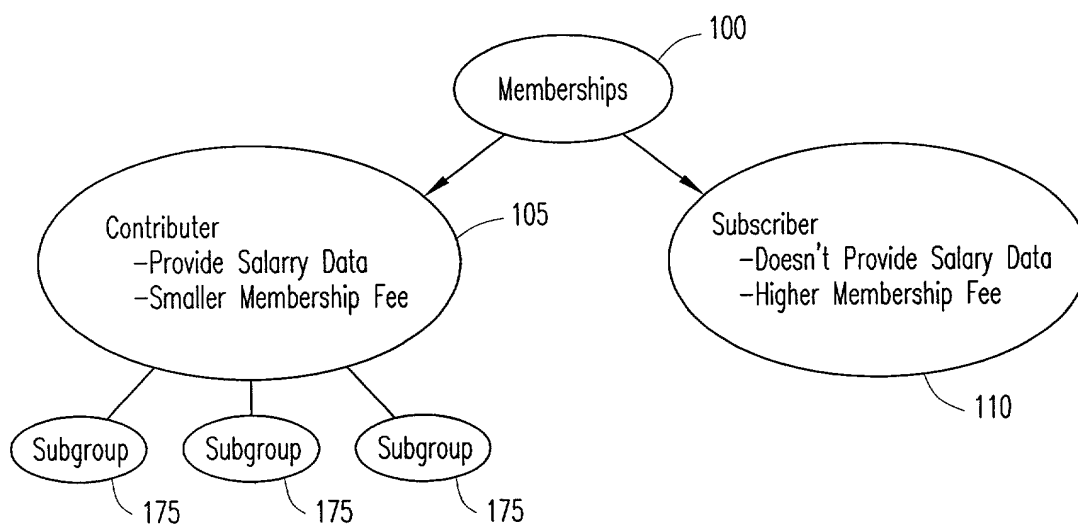 100
Memberships
Contributer
-Provide Salarry Data
-Smaller Membership Fee
105
Subscriber
-Doesn't Provide Salary Data
-Higher Membership Fee
110
Subgroup
Subgroup
Subgroup
175
175
175